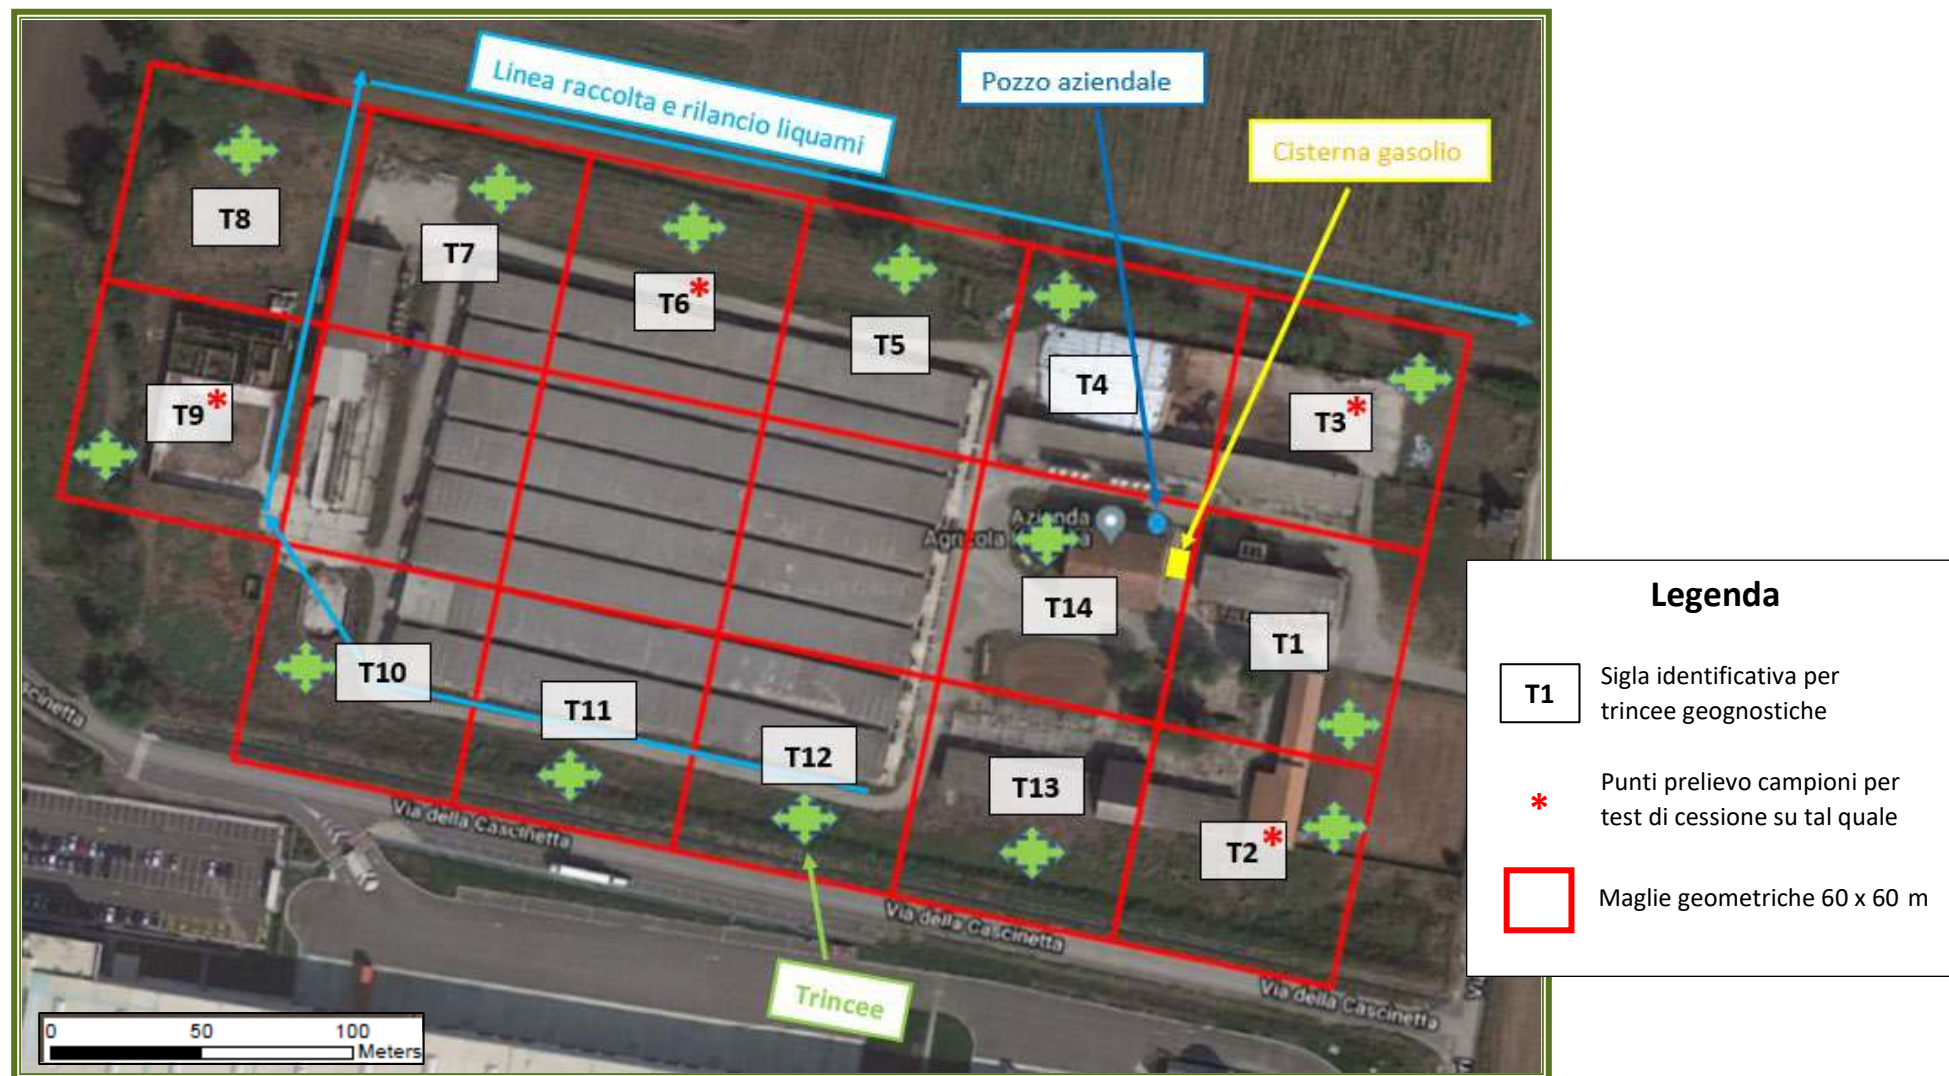 Linea raccolta e rilancio liquami
Pozzo aziendale
Cisterna gasolio
T8
T7
T6*
T5
T4
T3*
T9*
Azienda
T14
T1
T10
T11
T12
T13
T2*
Via della Cascinetta
Via della Cascinetta
Via della Cascinetta
Trincee
0 50 100
Meters
Legenda
T1
Sigla identificativa per
trincee geognostiche
*
Punti prelievo campioni per
test di cessione su tal quale
Maglie geometriche 60 x 60 m